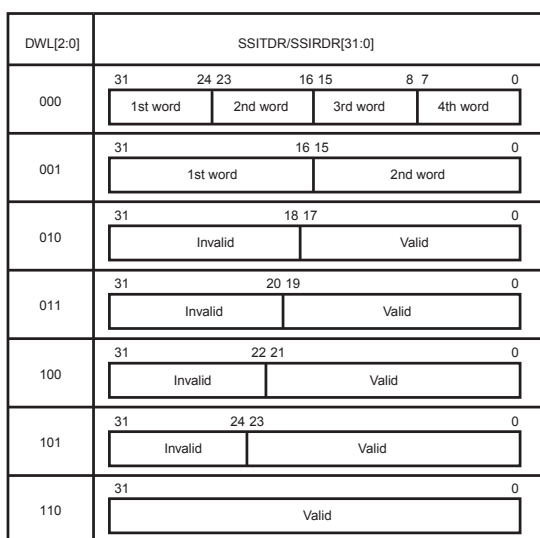 DWL[2:0] SSITDR/SSIRDR[31:0]
31 24 23 16 15 8 7 0
000 1st word 2nd word 3rd word 4th word
31 16 15 0
001 1st word 2nd word
31 18 17 0
010 Invalid Valid
31 20 19 0
011 Invalid Valid
31 22 21 0
100 Invalid Valid
31 24 23 0
101 Invalid Valid
31 0
110 Valid